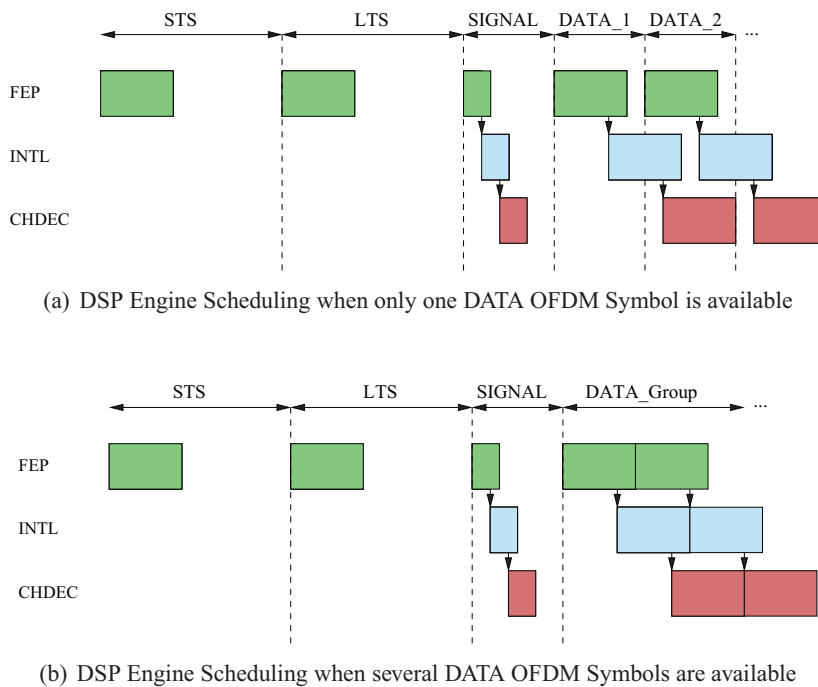 STS LTS SIGNAL DATA_1 DATA_2 ...
FEP
INTL
CHDEC
(a) DSP Engine Scheduling when only one DATA OFDM Symbol is available
STS LTS SIGNAL DATA_Group ...
FEP
INTL
CHDEC
(b) DSP Engine Scheduling when several DATA OFDM Symbols are available